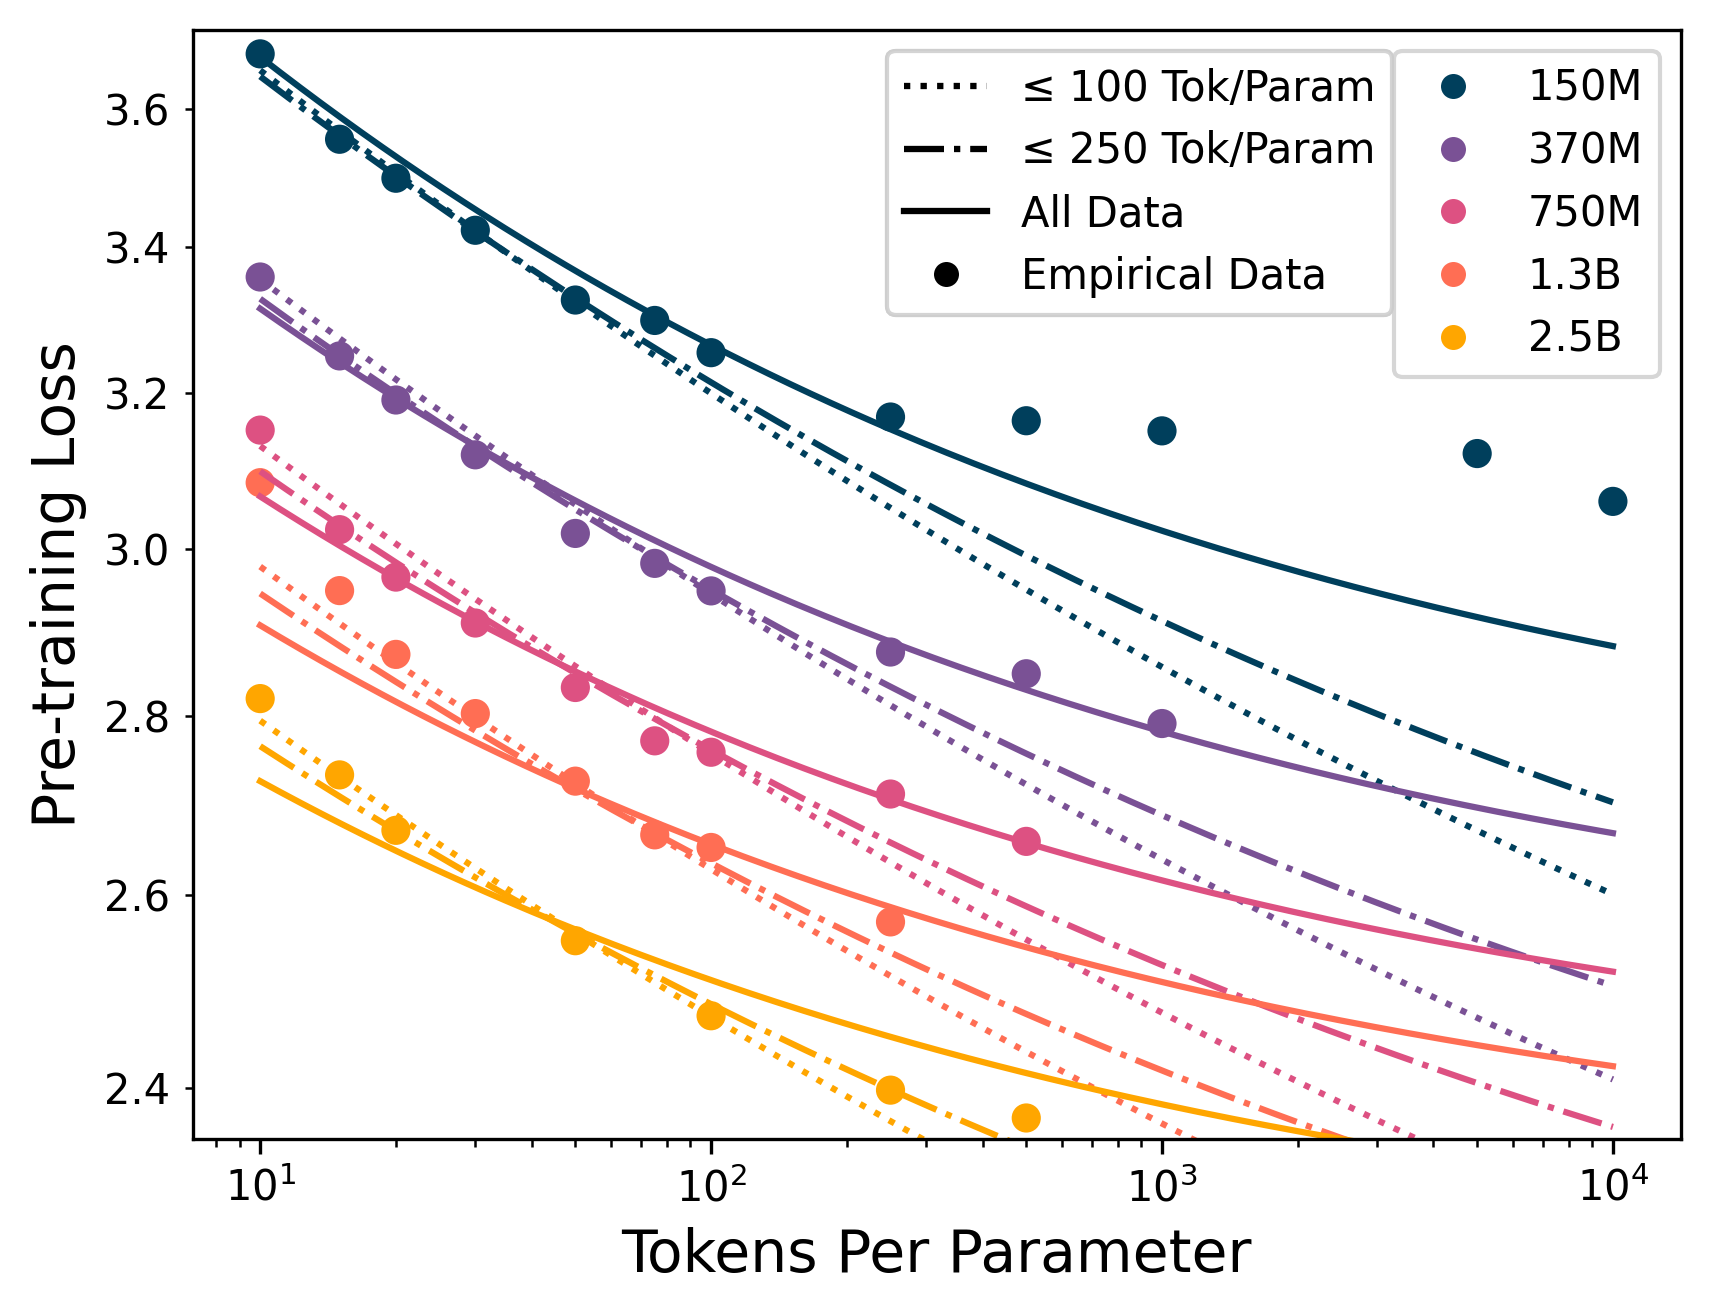 ≤ 100 Tok/Param
≤ 250 Tok/Param
All Data
Empirical Data
150M
370M
750M
1.3B
2.5B
3.6
3.4
3.2
3.0
2.8
2.6
2.4
Pre-training Loss
10¹
10²
10³
10⁴
Tokens Per Parameter